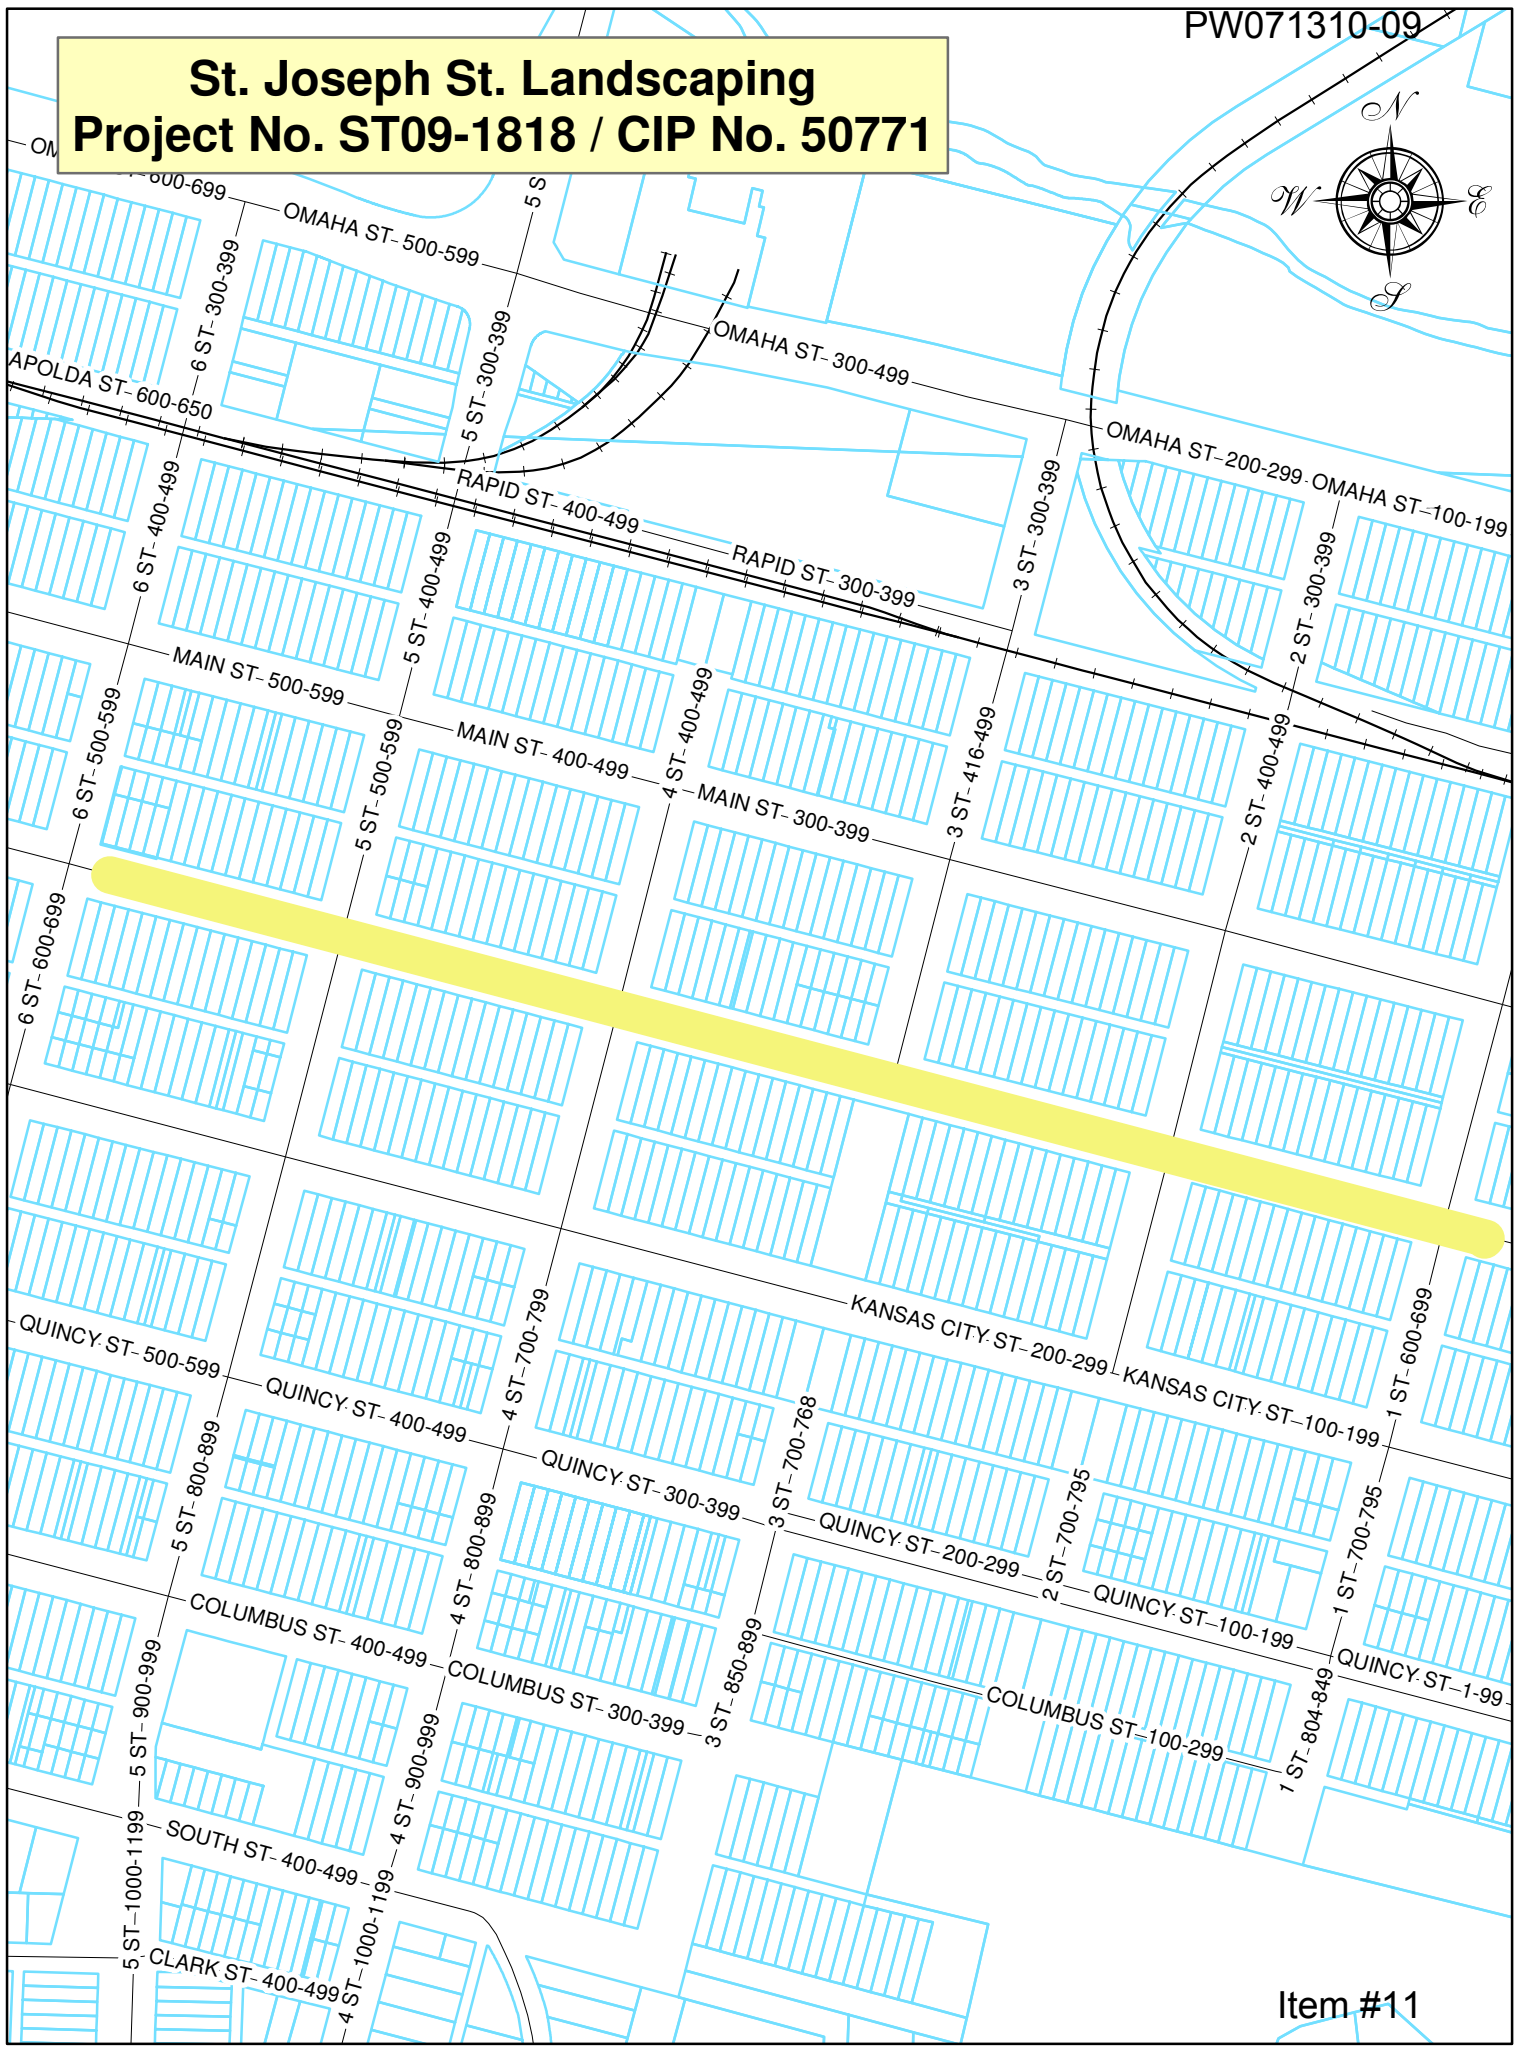 PW071310-09
St. Joseph St. Landscaping
Project No. ST09-1818 / CIP No. 50771
N
W
E
S
OM
ST- 600-699
OMAHA ST- 500-599
5 S
6 ST- 300-399
5 ST- 300-399
OMAHA ST- 300-499
APOLDA ST- 600-650
OMAHA ST- 200-299
OMAHA ST- 100-199
RAPID ST- 400-499
RAPID ST- 300-399
6 ST- 400-499
5 ST- 400-499
3 ST- 300-399
2 ST- 300-399
MAIN ST- 500-599
MAIN ST- 400-499
MAIN ST- 300-399
6 ST- 500-599
5 ST- 500-599
4 ST- 400-499
3 ST- 416-499
2 ST- 400-499
6 ST- 600-699
KANSAS CITY ST- 200-299
KANSAS CITY ST- 100-199
4 ST- 700-799
1 ST- 600-699
QUINCY ST- 500-599
QUINCY ST- 400-499
QUINCY ST- 300-399
QUINCY ST- 200-299
QUINCY ST- 100-199
QUINCY ST- 1-99
5 ST- 800-899
4 ST- 800-899
3 ST- 700-768
2 ST- 700-795
1 ST- 700-795
COLUMBUS ST- 400-499
COLUMBUS ST- 300-399
COLUMBUS ST- 100-299
5 ST- 900-999
4 ST- 900-999
3 ST- 850-899
1 ST- 804-849
SOUTH ST- 400-499
5 ST- 1000-1199
4 ST- 1000-1199
CLARK ST- 400-499
Item #11